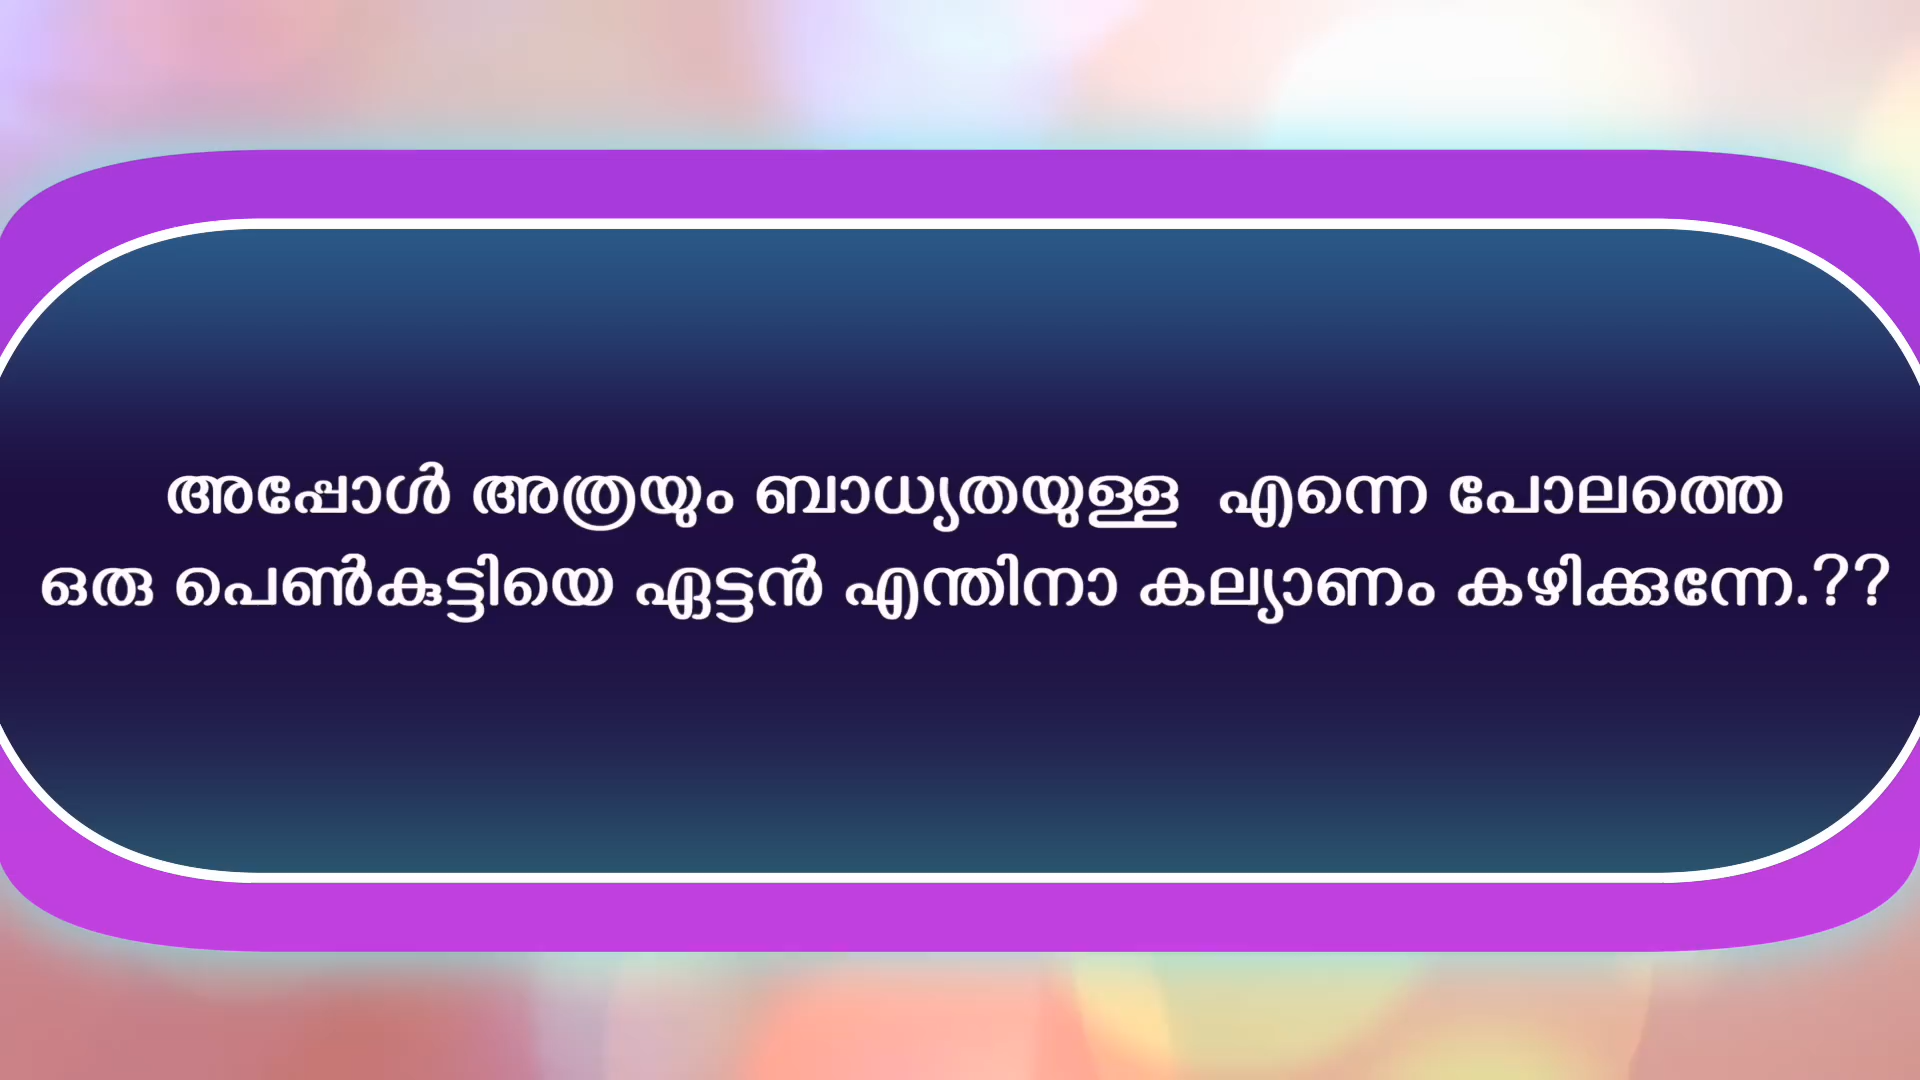 അപ്പോൾ അത്രയും ബാധ്യതയുള്ള എന്നെ പോലത്തെ
ഒരു പെൺകുട്ടിയെ ഏട്ടൻ എന്തിനാ കല്യാണം കഴിക്കുന്നേ.??